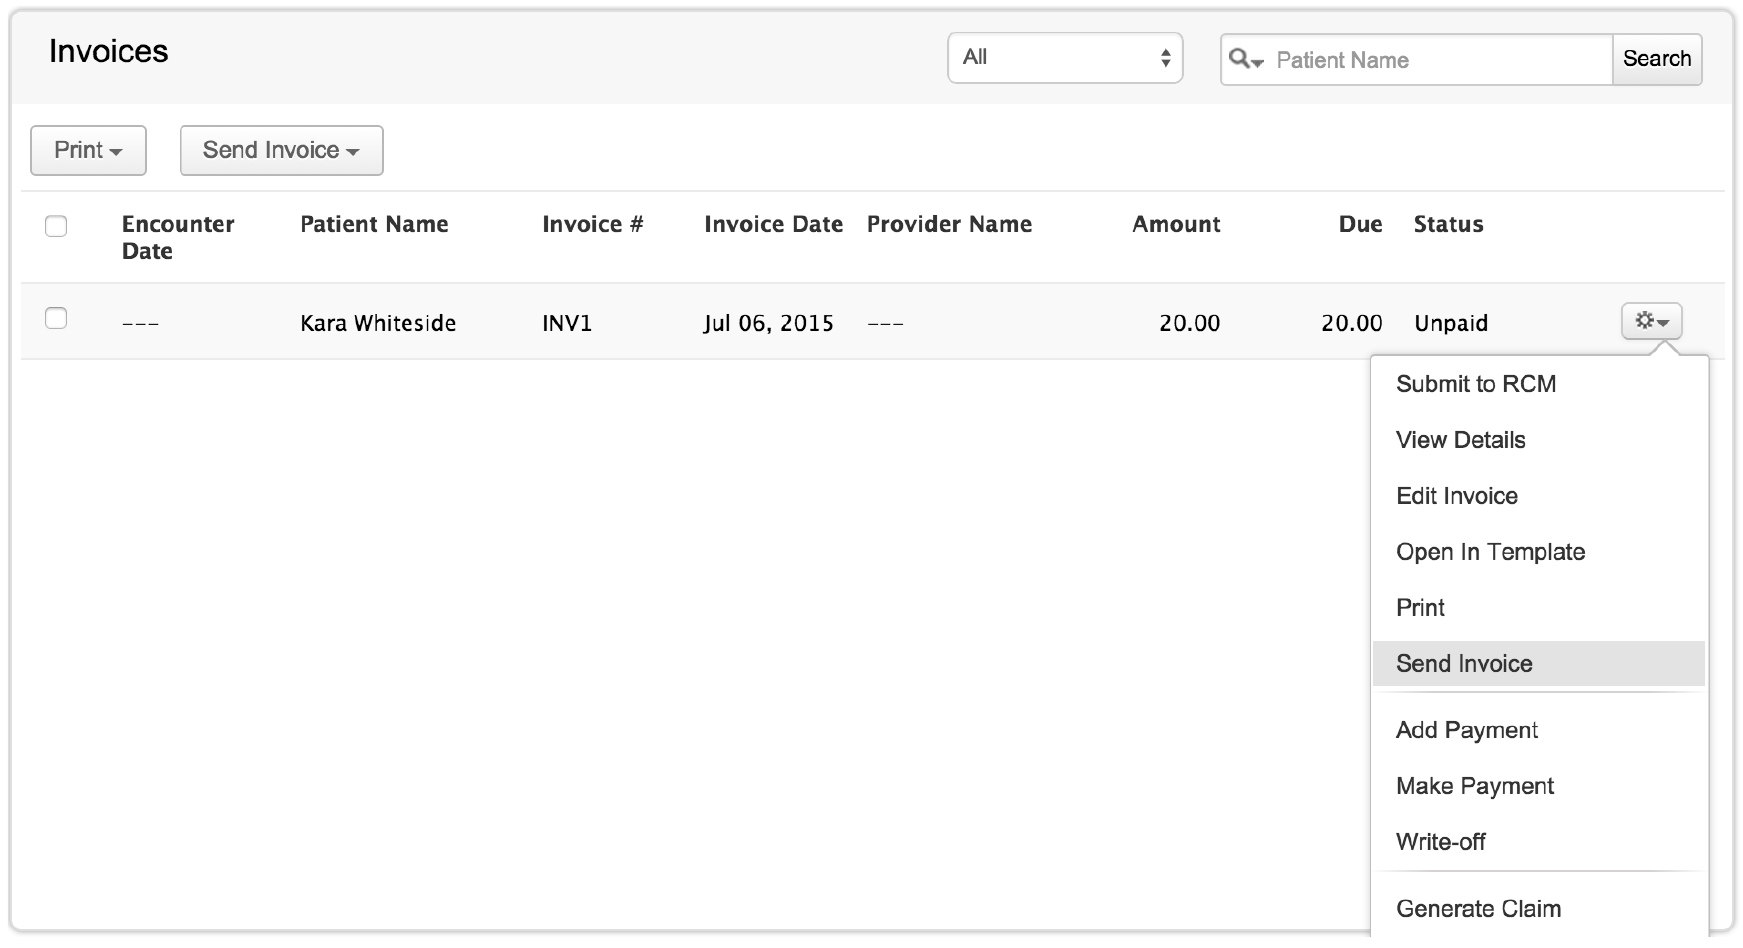 Invoices
All
Patient Name
Search
Print
Send Invoice
Encounter Date
Patient Name
Invoice #
Invoice Date
Provider Name
Amount
Due
Status
---
Kara Whiteside
INV1
Jul 06, 2015
---
20.00
20.00
Unpaid
Submit to RCM
View Details
Edit Invoice
Open In Template
Print
Send Invoice
Add Payment
Make Payment
Write-off
Generate Claim